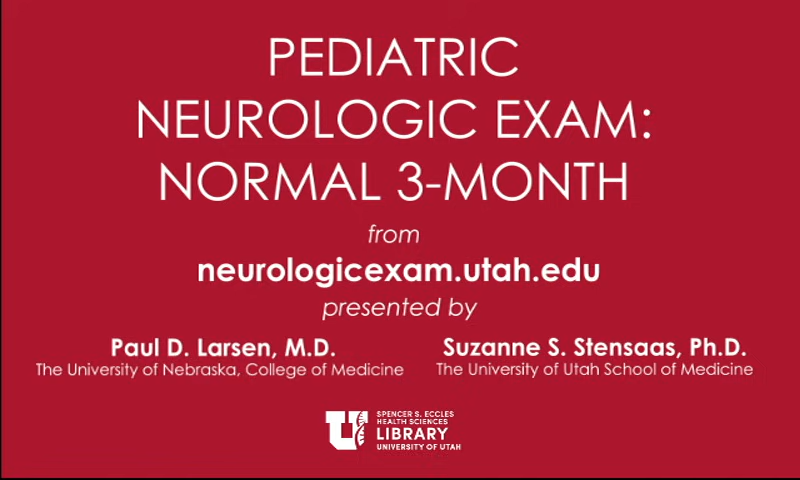 PEDIATRIC
NEUROLOGIC EXAM:
NORMAL 3-MONTH
from
neurologicexam.utah.edu
presented by
Paul D. Larsen, M.D.
The University of Nebraska, College of Medicine
Suzanne S. Stensaas, Ph.D.
The University of Utah School of Medicine
U
SPENCER S. ECCLES
HEALTH SCIENCES
LIBRARY
UNIVERSITY OF UTAH